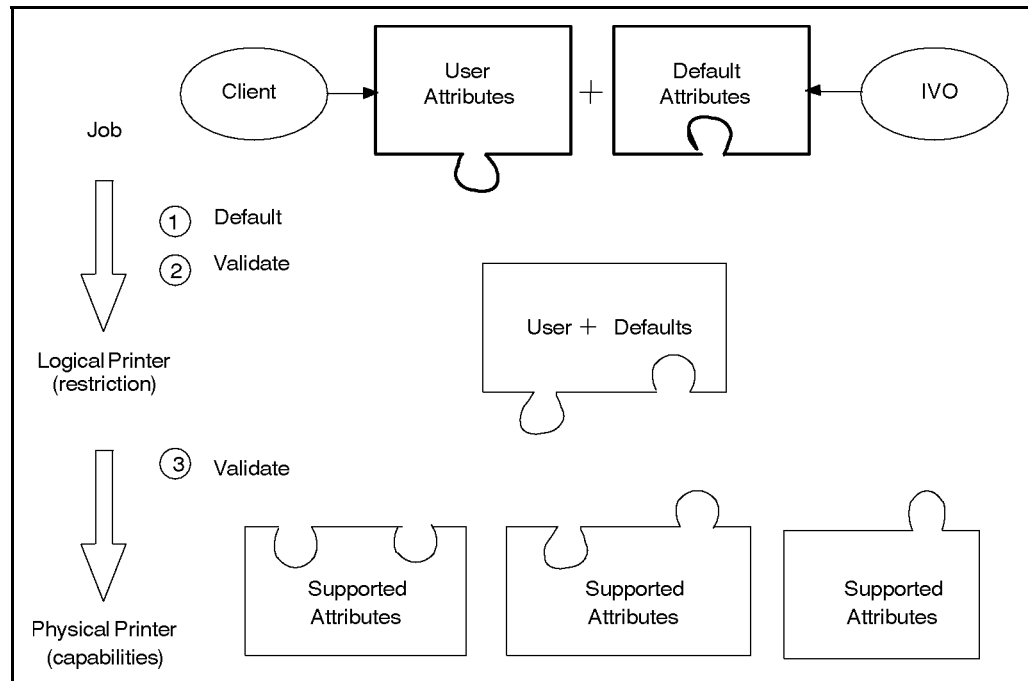 Client
User
Attributes
+
Default
Attributes
IVO
Job
1 Default
2 Validate
User + Defaults
Logical Printer
(restriction)
3 Validate
Supported
Attributes
Supported
Attributes
Supported
Attributes
Physical Printer
(capabilities)